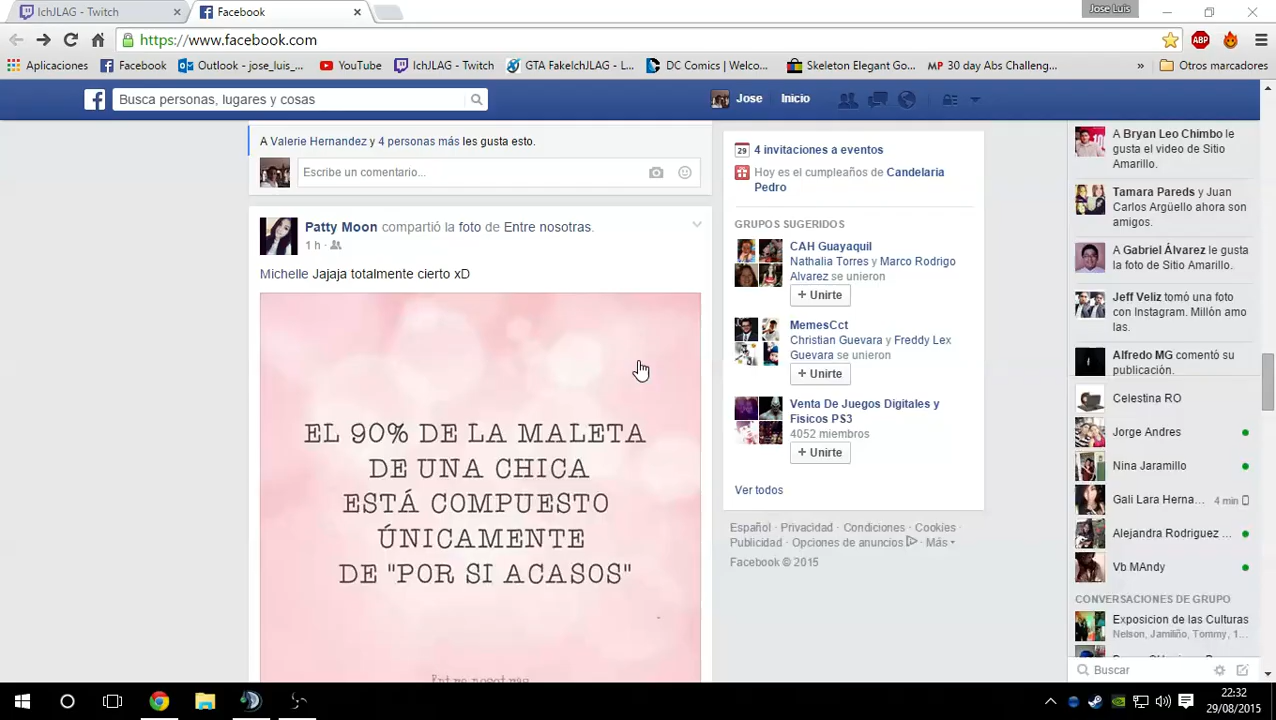 IchJLAG - Twitch
Facebook
Jose Luis
https://www.facebook.com
Aplicaciones
Facebook
Outlook - jose_luis_...
YouTube
IchJLAG - Twitch
GTA FakeIchJLAG - L...
DC Comics | Welco...
Skeleton Elegant Go...
MP 30 day Abs Challeng...
»
Otros marcadores
Busca personas, lugares y cosas
Jose
Inicio
A Valerie Hernandez y 4 personas más les gusta esto.
Escribe un comentario...
Patty Moon compartió la foto de Entre nosotras.
1 h
Michelle Jajaja totalmente cierto xD
EL 90% DE LA MALETA
DE UNA CHICA
ESTÁ COMPUESTO
ÚNICAMENTE
DE "POR SI ACASOS"
Entre nosotras
29 4 invitaciones a eventos
Hoy es el cumpleaños de Candelaria
Pedro
GRUPOS SUGERIDOS
CAH Guayaquil
Nathalia Torres y Marco Rodrigo
Alvarez se unieron
+ Unirte
MemesCct
Christian Guevara y Freddy Lex
Guevara se unieron
+ Unirte
Venta De Juegos Digitales y
Fisicos PS3
4052 miembros
+ Unirte
Ver todos
Español · Privacidad · Condiciones · Cookies ·
Publicidad · Opciones de anuncios · Más
Facebook © 2015
A Bryan Leo Chimbo le
gusta el video de Sitio
Amarillo.
Tamara Pareds y Juan
Carlos Argüello ahora son
amigos.
A Gabriel Álvarez le gusta
la foto de Sitio Amarillo.
Jeff Veliz tomó una foto
con Instagram. Millòn amo
las.
Alfredo MG comentó su
publicación.
Celestina RO
Jorge Andres
Nina Jaramillo
Gali Lara Herna... 4 min
Alejandra Rodriguez ...
Vb MAndy
CONVERSACIONES DE GRUPO
Exposicion de las Culturas
Nelson, Jamiliño, Tommy, 1...
Buscar
22:32
29/08/2015